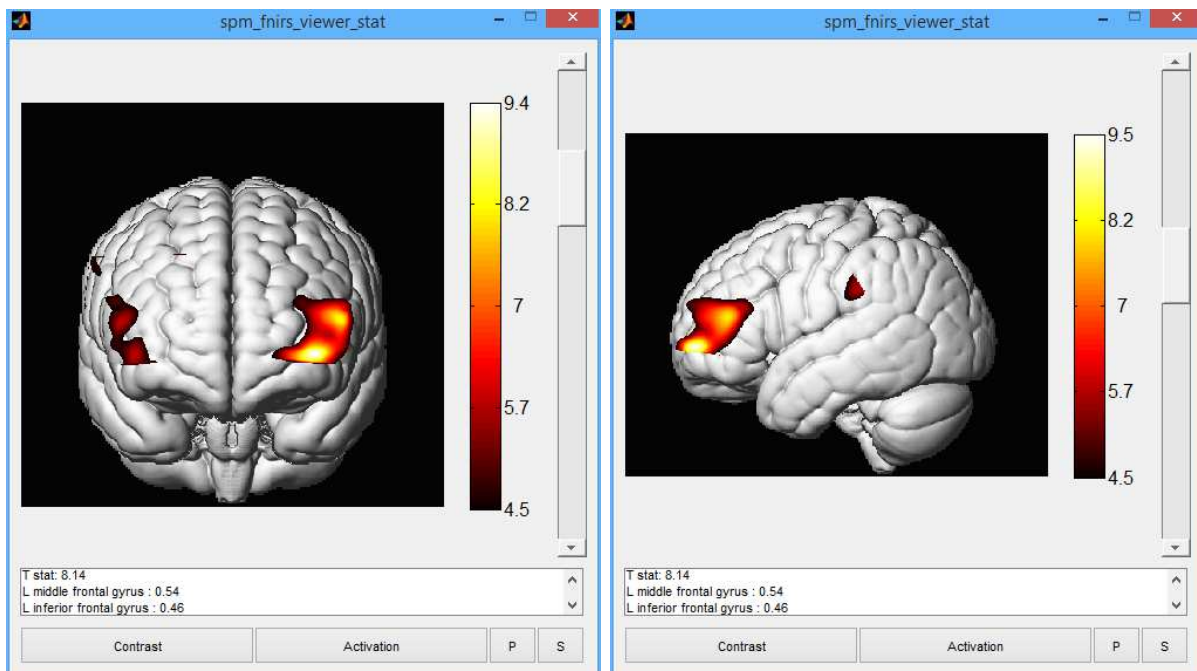 spm_fnirs_viewer_stat
9.4
8.2
7
5.7
4.5
T stat: 8.14
L middle frontal gyrus : 0.54
L inferior frontal gyrus : 0.46
Contrast Activation P S
spm_fnirs_viewer_stat
9.5
8.2
7
5.7
4.5
T stat: 8.14
L middle frontal gyrus : 0.54
L inferior frontal gyrus : 0.46
Contrast Activation P S